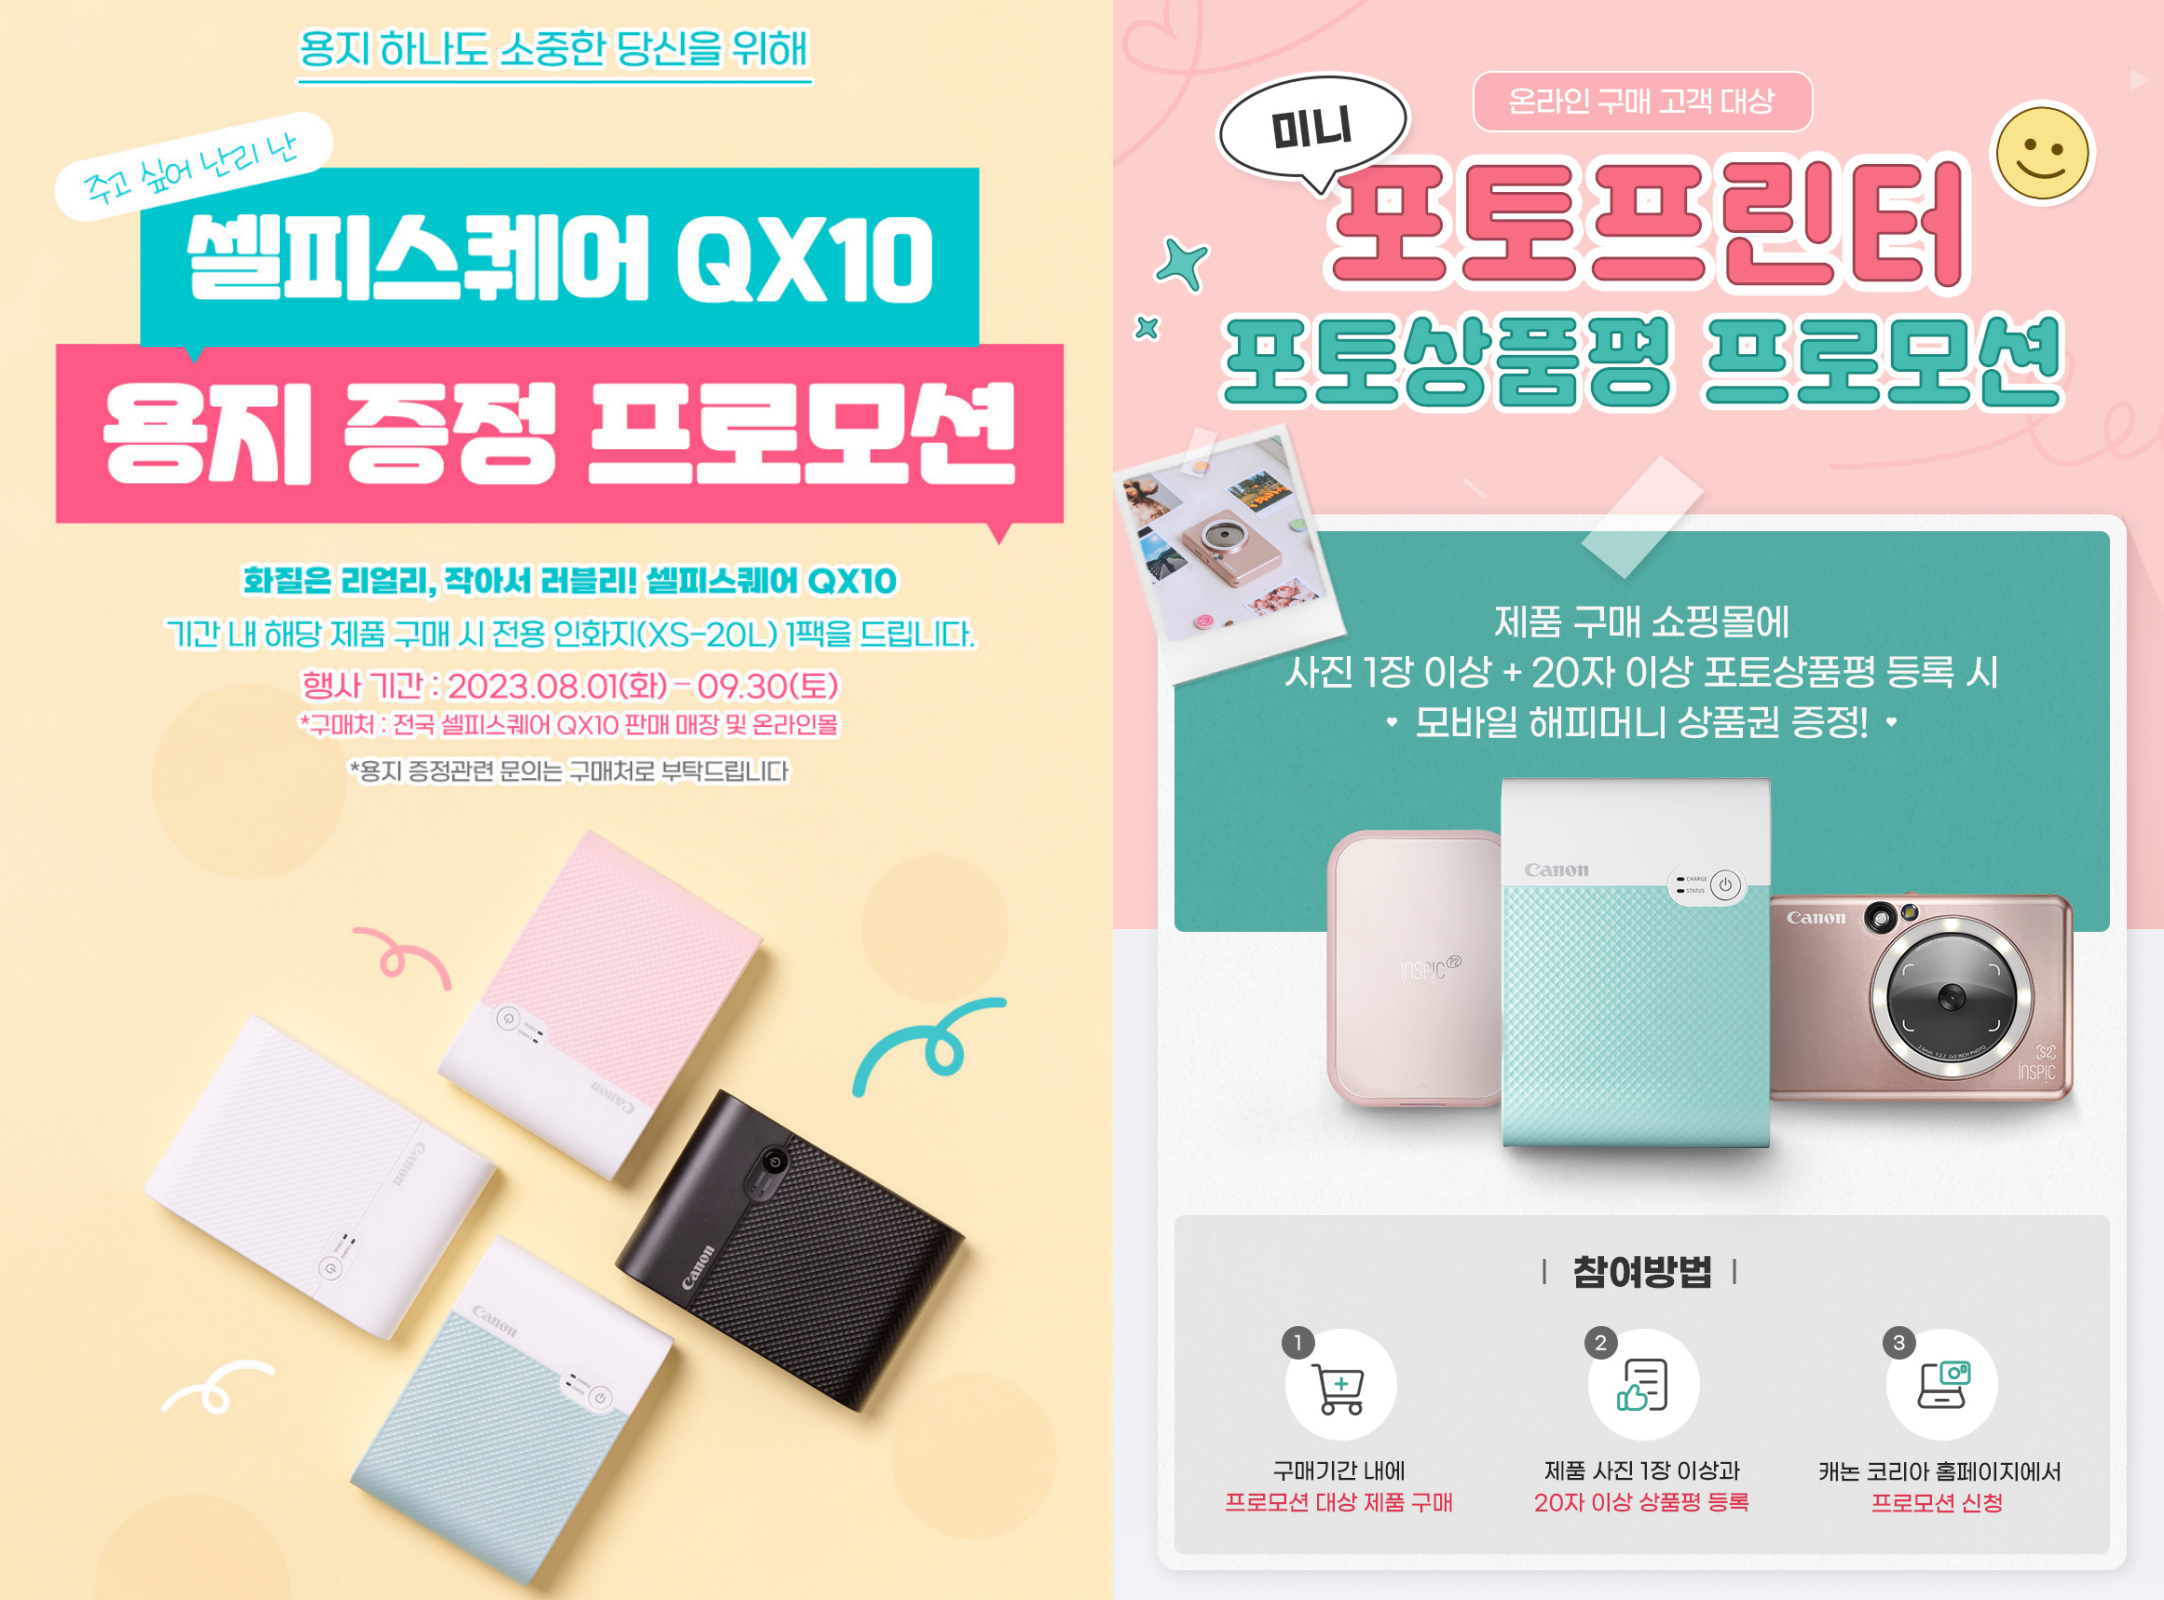 용지 하나도 소중한 당신을 위해
주고 싶어 난리 난
셀피스퀘어 QX10
용지 증정 프로모션
화질은 리얼리, 작아서 러블리! 셀피스퀘어 QX10
기간 내 해당 제품 구매 시 전용 인화지(XS-20L) 1팩을 드립니다.
행사 기간 : 2023.08.01(화) - 09.30(토)
*구매처 : 전국 셀피스퀘어 QX10 판매 매장 및 온라인몰
*용지 증정관련 문의는 구매처로 부탁드립니다
Canon
Canon
Canon
Canon
온라인 구매 고객 대상
미니
포토프린터
포토상품평 프로모션
제품 구매 쇼핑몰에
사진 1장 이상 + 20자 이상 포토상품평 등록 시
모바일 해피머니 상품권 증정!
Canon
CHARGE
STATUS
iNSPiC P2
Canon
[S2]
iNSPiC
참여방법
1
구매기간 내에
프로모션 대상 제품 구매
2
제품 사진 1장 이상과
20자 이상 상품평 등록
3
캐논 코리아 홈페이지에서
프로모션 신청